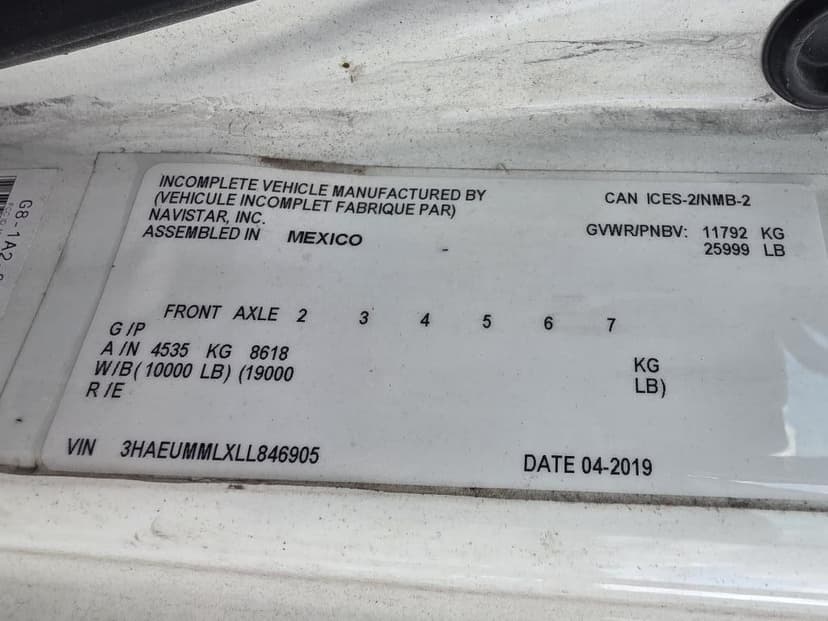 INCOMPLETE VEHICLE MANUFACTURED BY
(VEHICULE INCOMPLET FABRIQUE PAR)
NAVISTAR, INC.
ASSEMBLED IN MEXICO
CAN ICES-2/NMB-2
GVWR/PNBV: 11792 KG
25999 LB
FRONT AXLE 2 3 4 5 6 7
G /P
A /N 4535 KG 8618 KG
W/B( 10000 LB) (19000 LB)
R /E
VIN 3HAEUMMLXLL846905
DATE 04-2019
G8-1A2